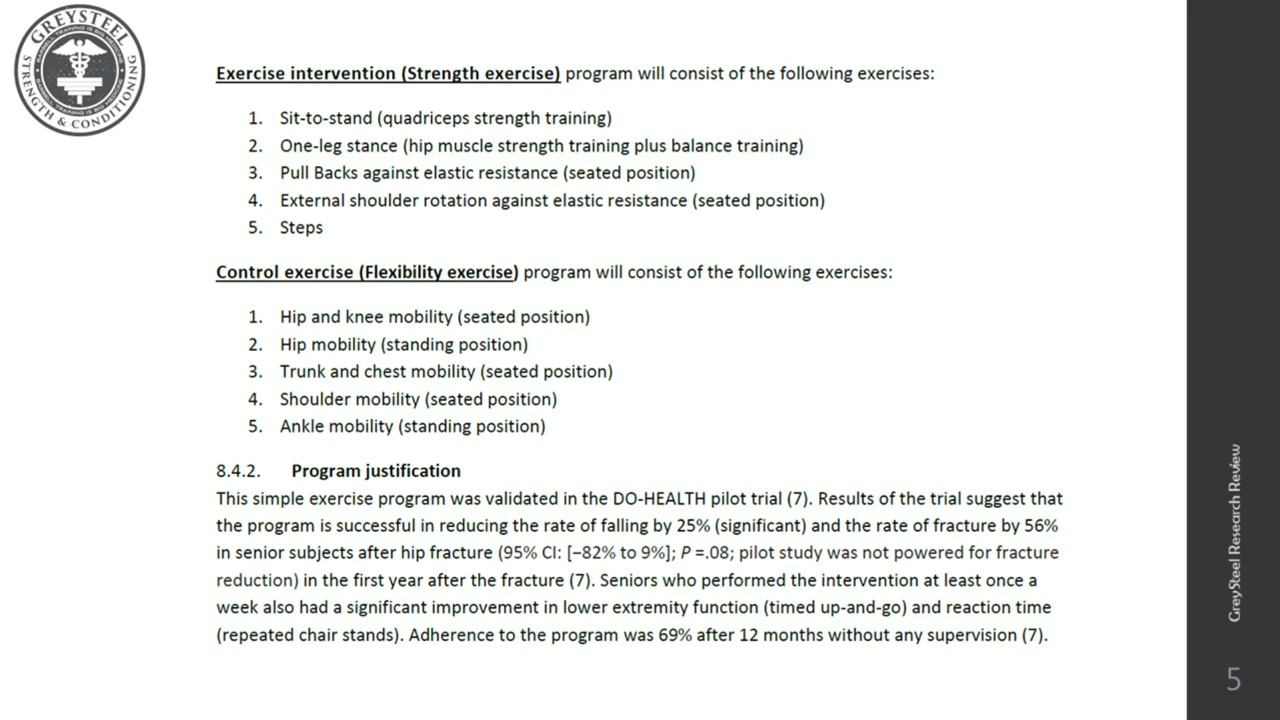 GREYSTEEL
STRENGTH & CONDITIONING
Exercise intervention (Strength exercise) program will consist of the following exercises:
1. Sit-to-stand (quadriceps strength training)
2. One-leg stance (hip muscle strength training plus balance training)
3. Pull Backs against elastic resistance (seated position)
4. External shoulder rotation against elastic resistance (seated position)
5. Steps
Control exercise (Flexibility exercise) program will consist of the following exercises:
1. Hip and knee mobility (seated position)
2. Hip mobility (standing position)
3. Trunk and chest mobility (seated position)
4. Shoulder mobility (seated position)
5. Ankle mobility (standing position)
8.4.2. Program justification
This simple exercise program was validated in the DO-HEALTH pilot trial (7). Results of the trial suggest that
the program is successful in reducing the rate of falling by 25% (significant) and the rate of fracture by 56%
in senior subjects after hip fracture (95% CI: [−82% to 9%]; P =.08; pilot study was not powered for fracture
reduction) in the first year after the fracture (7). Seniors who performed the intervention at least once a
week also had a significant improvement in lower extremity function (timed up-and-go) and reaction time
(repeated chair stands). Adherence to the program was 69% after 12 months without any supervision (7).
GreySteel Research Review
5